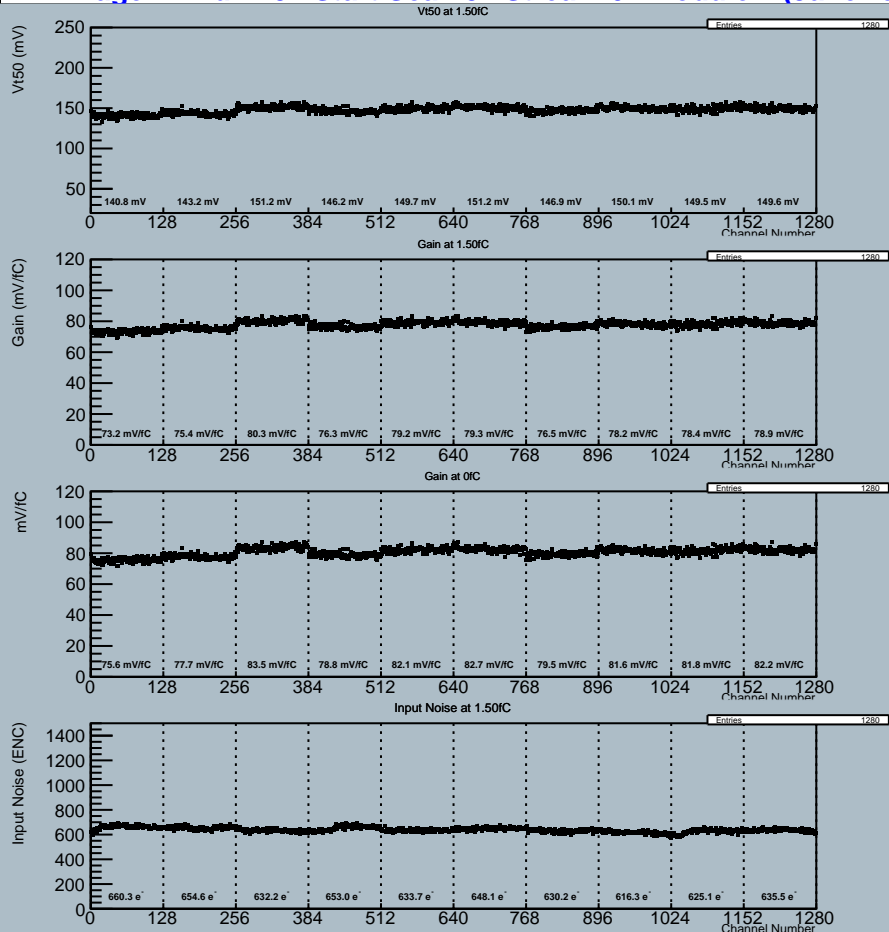 Vt50 at 1.50fC
Entries 1280
Vt50 (mV)
250
200
150
100
50
140.8 mV 143.2 mV 151.2 mV 146.2 mV 149.7 mV 151.2 mV 146.9 mV 150.1 mV 149.5 mV 149.6 mV
0 128 256 384 512 640 768 896 1024 1152 1280
Channel Number
Gain at 1.50fC
Entries 1280
Gain (mV/fC)
120
100
80
60
40
20
0
73.2 mV/fC 75.4 mV/fC 80.3 mV/fC 76.3 mV/fC 79.2 mV/fC 79.3 mV/fC 76.5 mV/fC 78.2 mV/fC 78.4 mV/fC 78.9 mV/fC
0 128 256 384 512 640 768 896 1024 1152 1280
Channel Number
Gain at 0fC
Entries 1280
mV/fC
120
100
80
60
40
20
0
75.6 mV/fC 77.7 mV/fC 83.5 mV/fC 78.8 mV/fC 82.1 mV/fC 82.7 mV/fC 79.5 mV/fC 81.6 mV/fC 81.8 mV/fC 82.2 mV/fC
0 128 256 384 512 640 768 896 1024 1152 1280
Channel Number
Input Noise at 1.50fC
Entries 1280
Input Noise (ENC)
1400
1200
1000
800
600
400
200
0
660.3 e⁻ 654.6 e⁻ 632.2 e⁻ 653.0 e⁻ 633.7 e⁻ 648.1 e⁻ 630.2 e⁻ 616.3 e⁻ 625.1 e⁻ 635.5 e⁻
0 128 256 384 512 640 768 896 1024 1152 1280
Channel Number